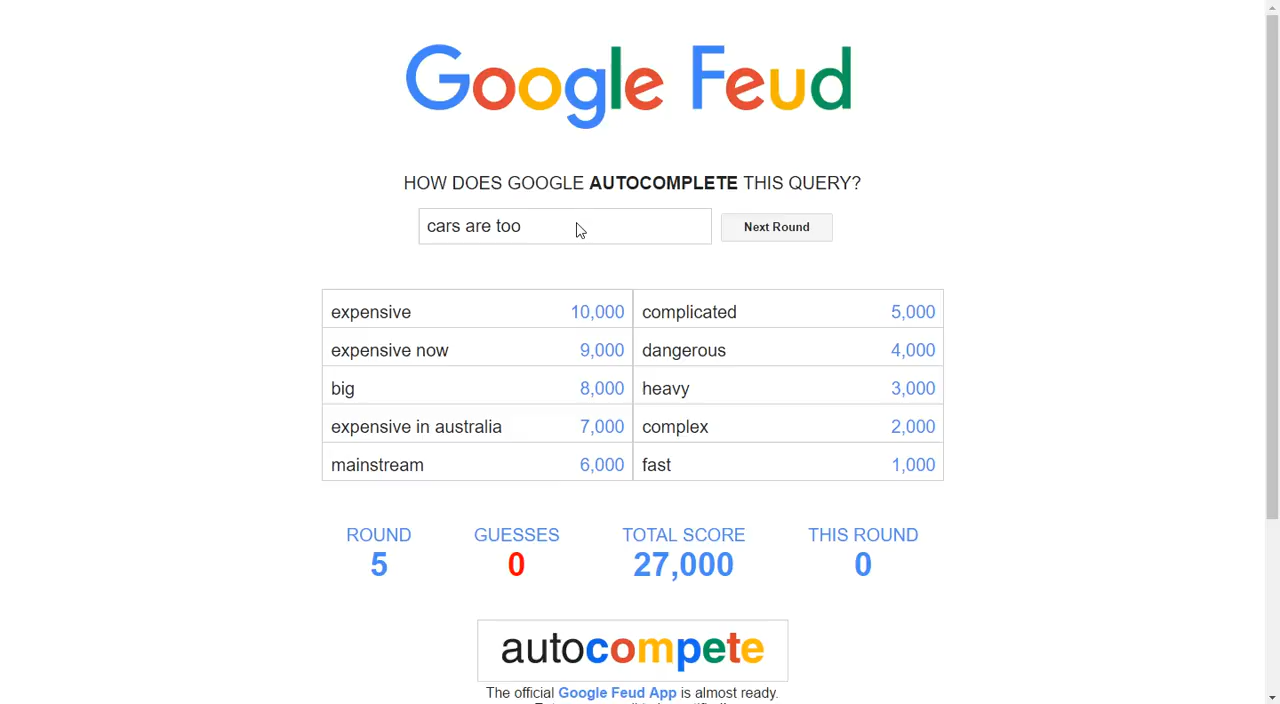 Google Feud
HOW DOES GOOGLE AUTOCOMPLETE THIS QUERY?
cars are too
Next Round
expensive 10,000 complicated 5,000
expensive now 9,000 dangerous 4,000
big 8,000 heavy 3,000
expensive in australia 7,000 complex 2,000
mainstream 6,000 fast 1,000
ROUND GUESSES TOTAL SCORE THIS ROUND
5 0 27,000 0
autocompete
The official Google Feud App is almost ready.